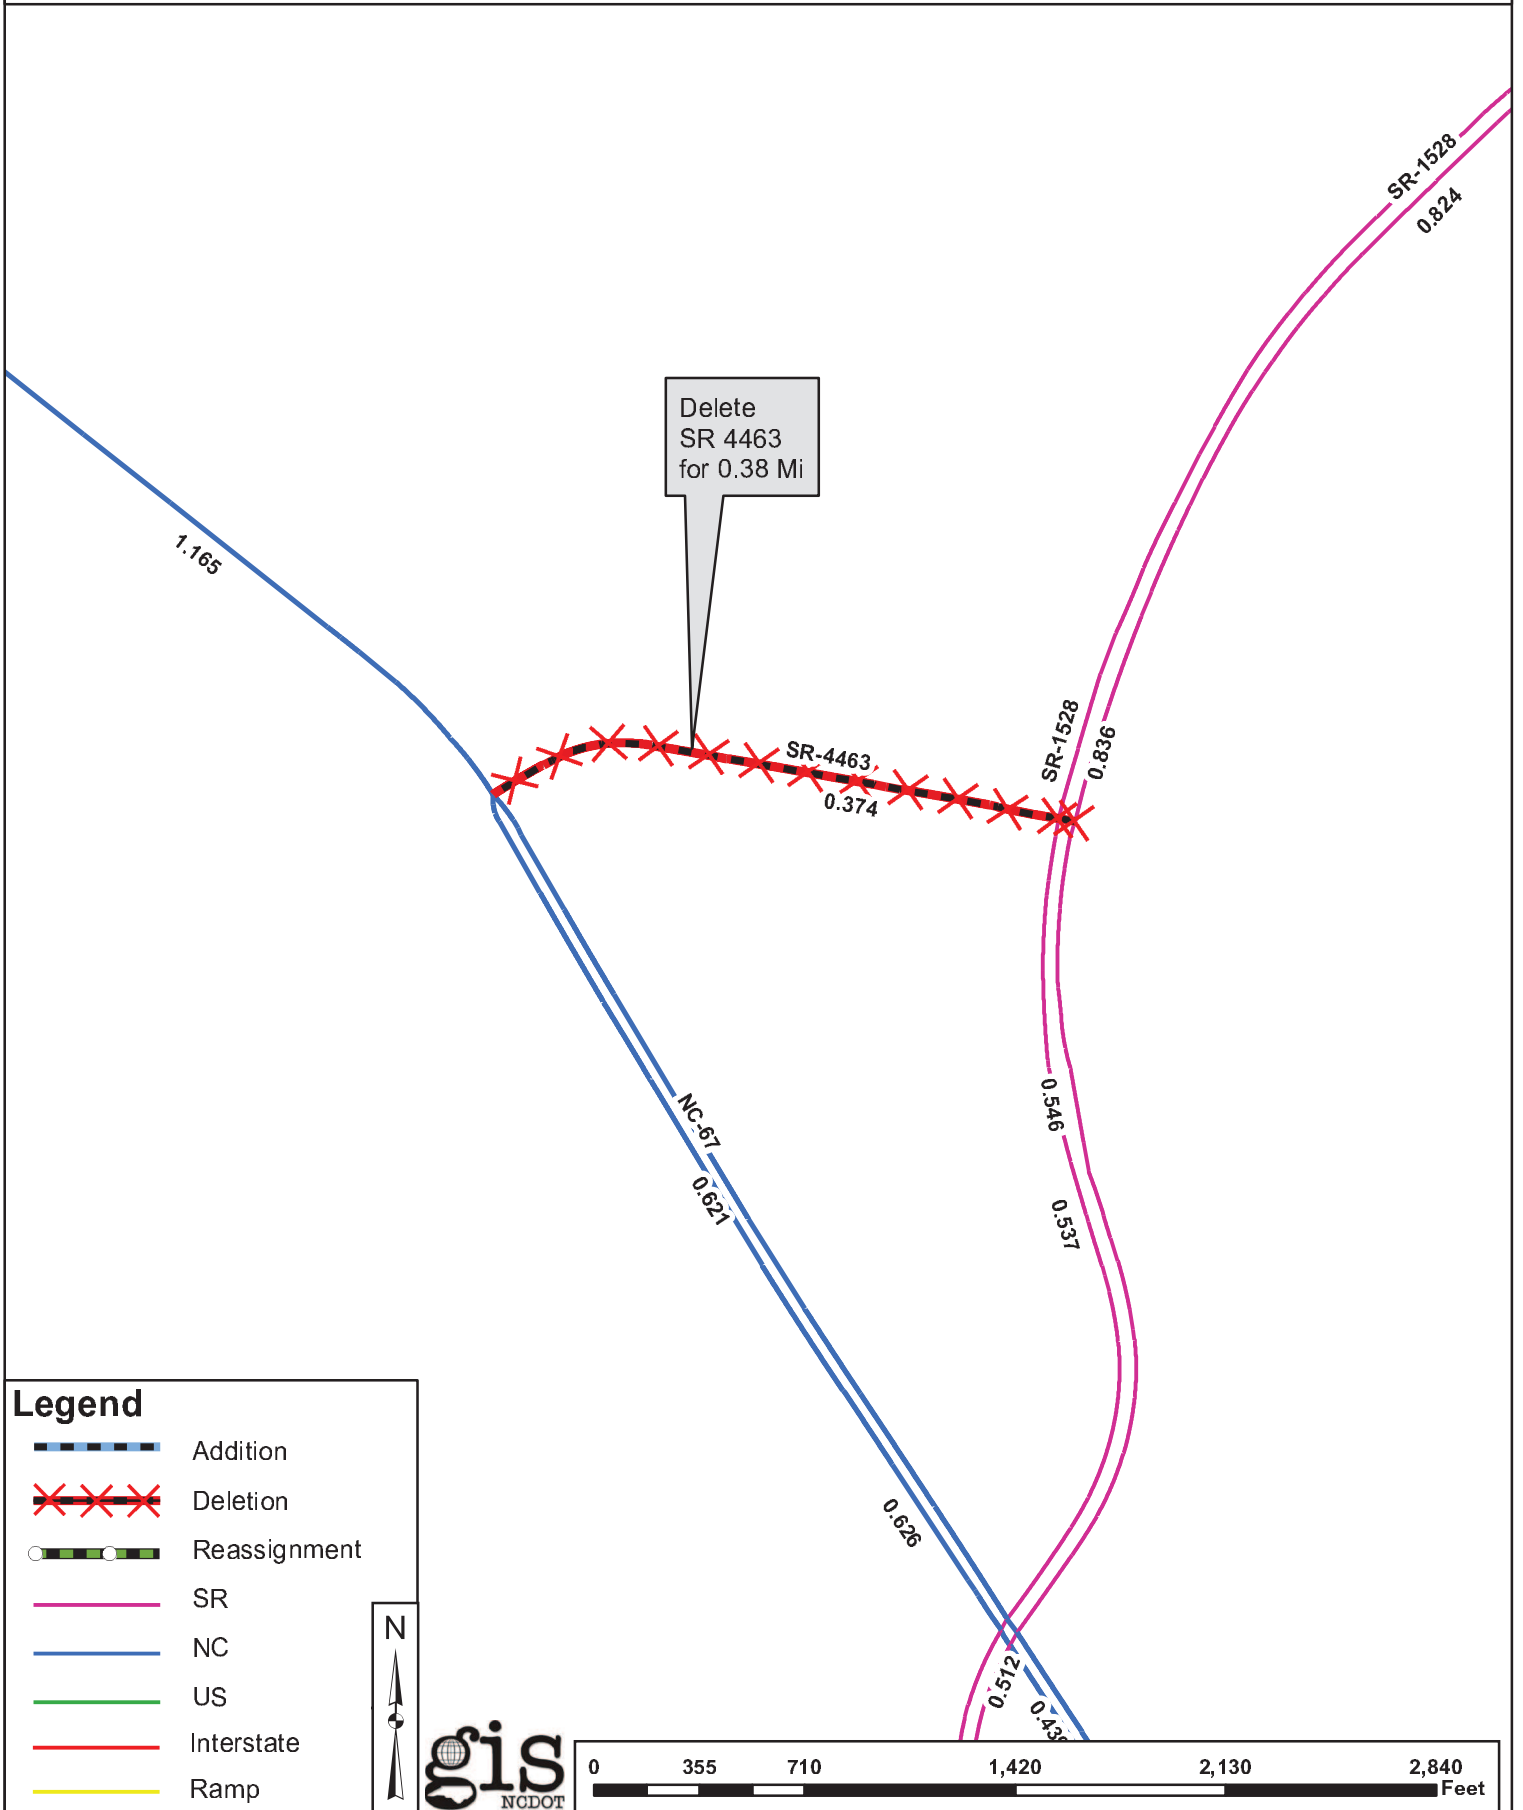 SR-1528
0.824
Delete
SR 4463
for 0.38 Mi
1.165
SR-1528
0.836
SR-4463
0.374
0.546
NC-67
0.621
0.537
0.626
0.512
Legend
Addition
Deletion
Reassignment
SR
NC
US
Interstate
Ramp
N
gis
NCDOT
0 355 710 1,420 2,130 2,840
Feet